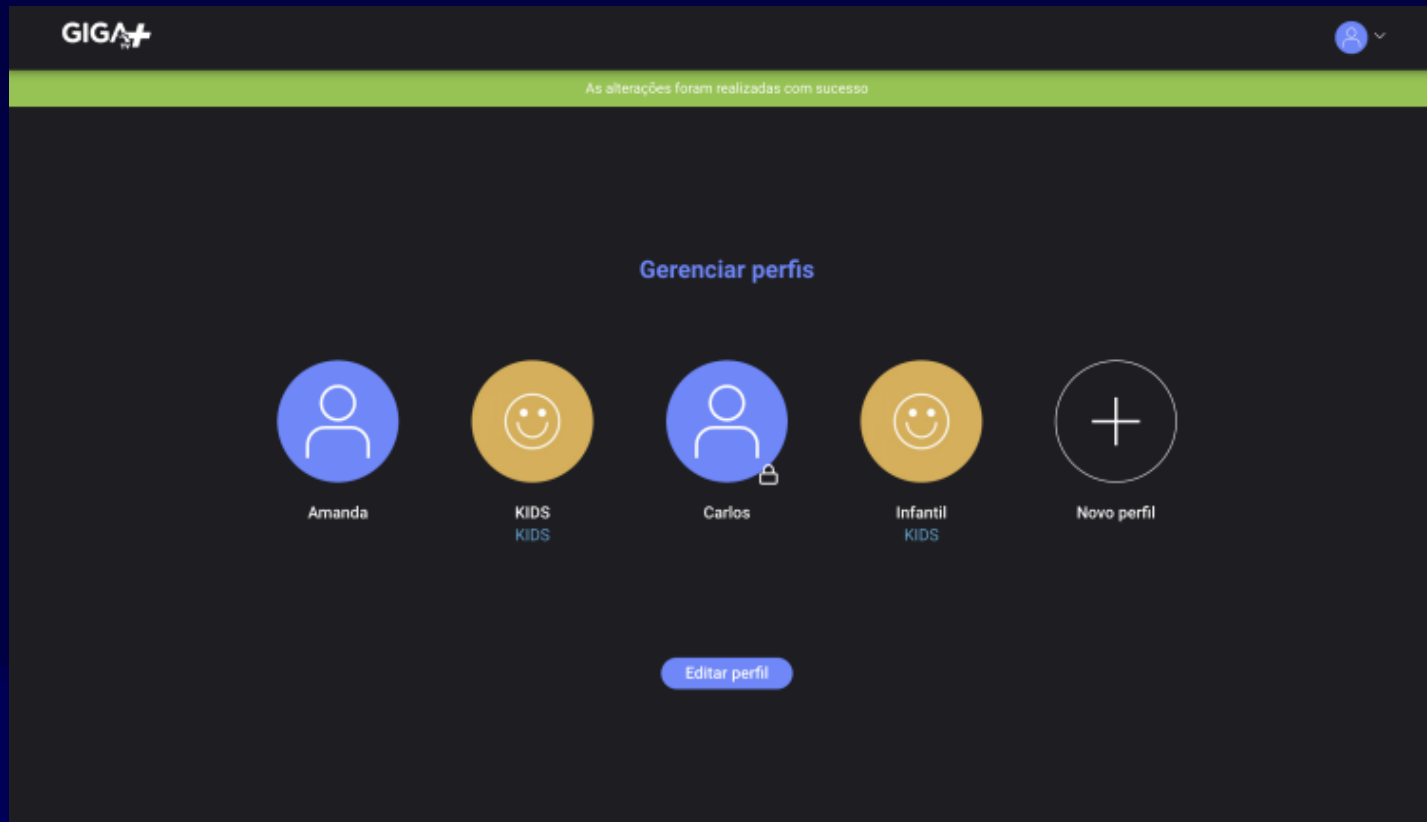 GIGA+
TV
As alterações foram realizadas com sucesso
Gerenciar perfis
Amanda
KIDS
KIDS
Carlos
Infantil
KIDS
Novo perfil
Editar perfil